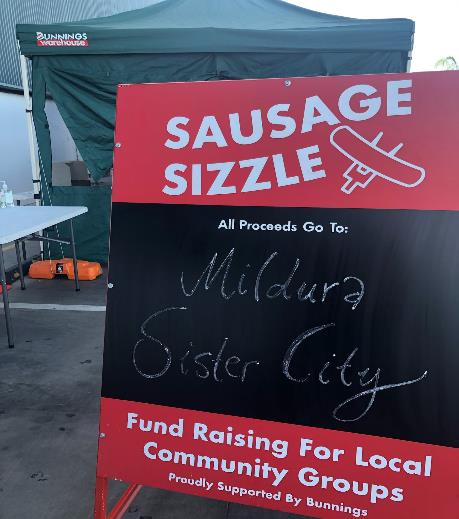 BUNNINGS
warehouse
SAUSAGE
SIZZLE
All Proceeds Go To:
Mildura
Sister City
Fund Raising For Local
Community Groups
Proudly Supported By Bunnings